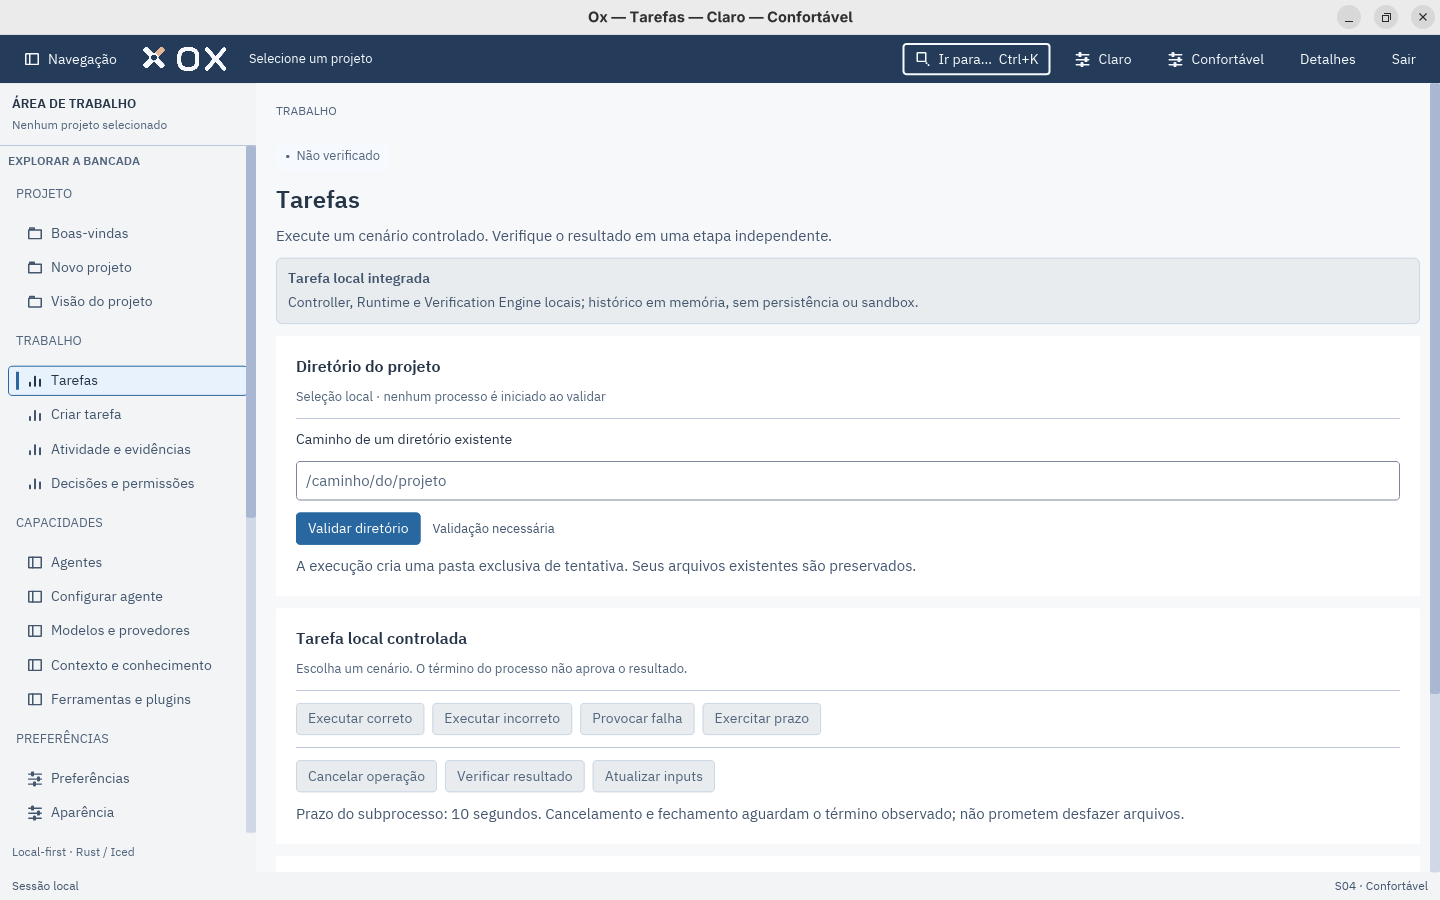 Ox — Tarefas — Claro — Confortável
Navegação
OX
Selecione um projeto
Ir para... Ctrl+K
Claro
Confortável
Detalhes
Sair
ÁREA DE TRABALHO
Nenhum projeto selecionado
EXPLORAR A BANCADA
PROJETO
Boas-vindas
Novo projeto
Visão do projeto
TRABALHO
Tarefas
Criar tarefa
Atividade e evidências
Decisões e permissões
CAPACIDADES
Agentes
Configurar agente
Modelos e provedores
Contexto e conhecimento
Ferramentas e plugins
PREFERÊNCIAS
Preferências
Aparência
Local-first · Rust / Iced
TRABALHO
• Não verificado
Tarefas
Execute um cenário controlado. Verifique o resultado em uma etapa independente.
Tarefa local integrada
Controller, Runtime e Verification Engine locais; histórico em memória, sem persistência ou sandbox.
Diretório do projeto
Seleção local · nenhum processo é iniciado ao validar
Caminho de um diretório existente
/caminho/do/projeto
Validar diretório
Validação necessária
A execução cria uma pasta exclusiva de tentativa. Seus arquivos existentes são preservados.
Tarefa local controlada
Escolha um cenário. O término do processo não aprova o resultado.
Executar correto
Executar incorreto
Provocar falha
Exercitar prazo
Cancelar operação
Verificar resultado
Atualizar inputs
Prazo do subprocesso: 10 segundos. Cancelamento e fechamento aguardam o término observado; não prometem desfazer arquivos.
Sessão local
S04 · Confortável